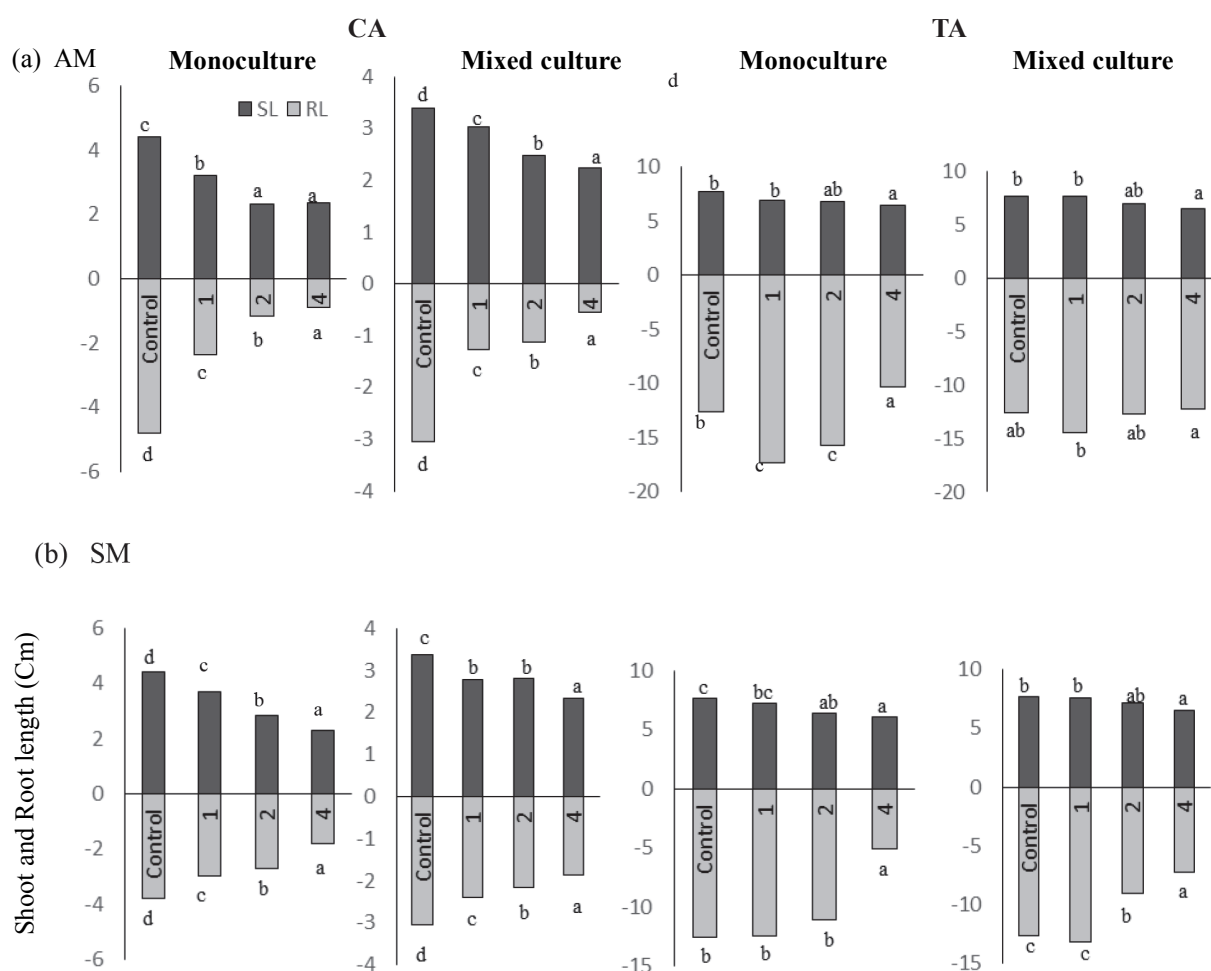 CA TA
(a) AM Monoculture Mixed culture Monoculture Mixed culture
SL RL
6
4
2
0
-2
-4
-6
c b a a
Control 1 2 4
d c b a
4
3
2
1
0
-1
-2
-3
-4
d c b a
Control 1 2 4
d c b a
d
10
5
0
-5
-10
-15
-20
b b ab a
Control 1 2 4
b c c a
10
5
0
-5
-10
-15
-20
b b ab a
Control 1 2 4
ab b ab a
(b) SM
Shoot and Root length (Cm)
6
4
2
0
-2
-4
-6
d c b a
Control 1 2 4
d c b a
4
3
2
1
0
-1
-2
-3
-4
c b b a
Control 1 2 4
d c b a
10
5
0
-5
-10
-15
c bc ab a
Control 1 2 4
b b b a
10
5
0
-5
-10
-15
b b ab a
Control 1 2 4
c c b a